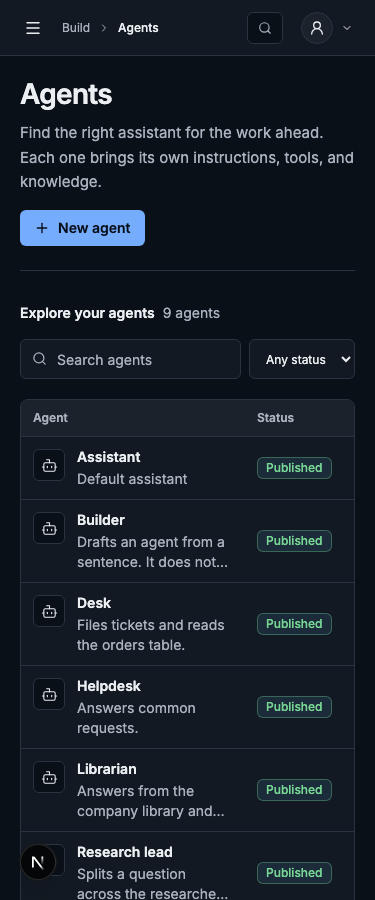 Build > Agents
Agents
Find the right assistant for the work ahead.
Each one brings its own instructions, tools, and
knowledge.
+ New agent
Explore your agents 9 agents
Search agents
Any status
Agent Status
Assistant
Default assistant
Published
Builder
Drafts an agent from a
sentence. It does not...
Published
Desk
Files tickets and reads
the orders table.
Published
Helpdesk
Answers common
requests.
Published
Librarian
Answers from the
company library and...
Published
N
Research lead
Splits a question
across the researche...
Published